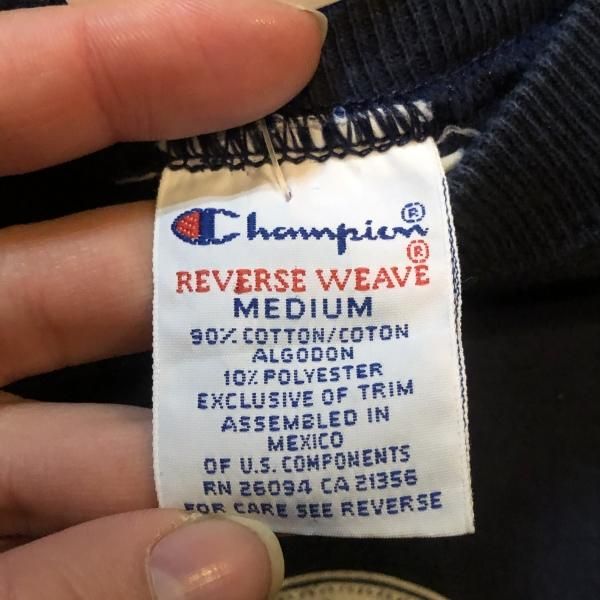 Champion®
REVERSE WEAVE®
MEDIUM
90% COTTON/COTON
ALGODON
10% POLYESTER
EXCLUSIVE OF TRIM
ASSEMBLED IN
MEXICO
OF U.S. COMPONENTS
RN 26094 CA 21356
FOR CARE SEE REVERSE